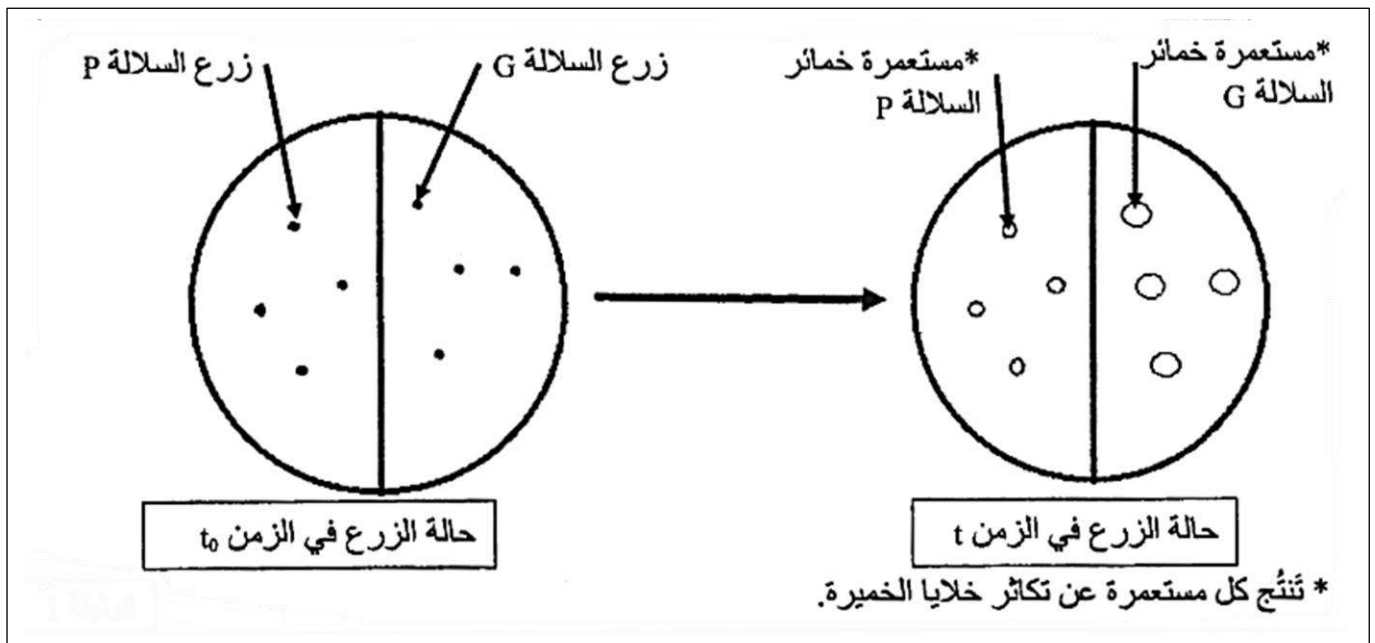 زرع السلالة P
زرع السلالة G
*مستعمرة خمائر
السلالة P
*مستعمرة خمائر
السلالة G
حالة الزرع في الزمن t₀
حالة الزرع في الزمن t
* تَنتُج كل مستعمرة عن تكاثر خلايا الخميرة.